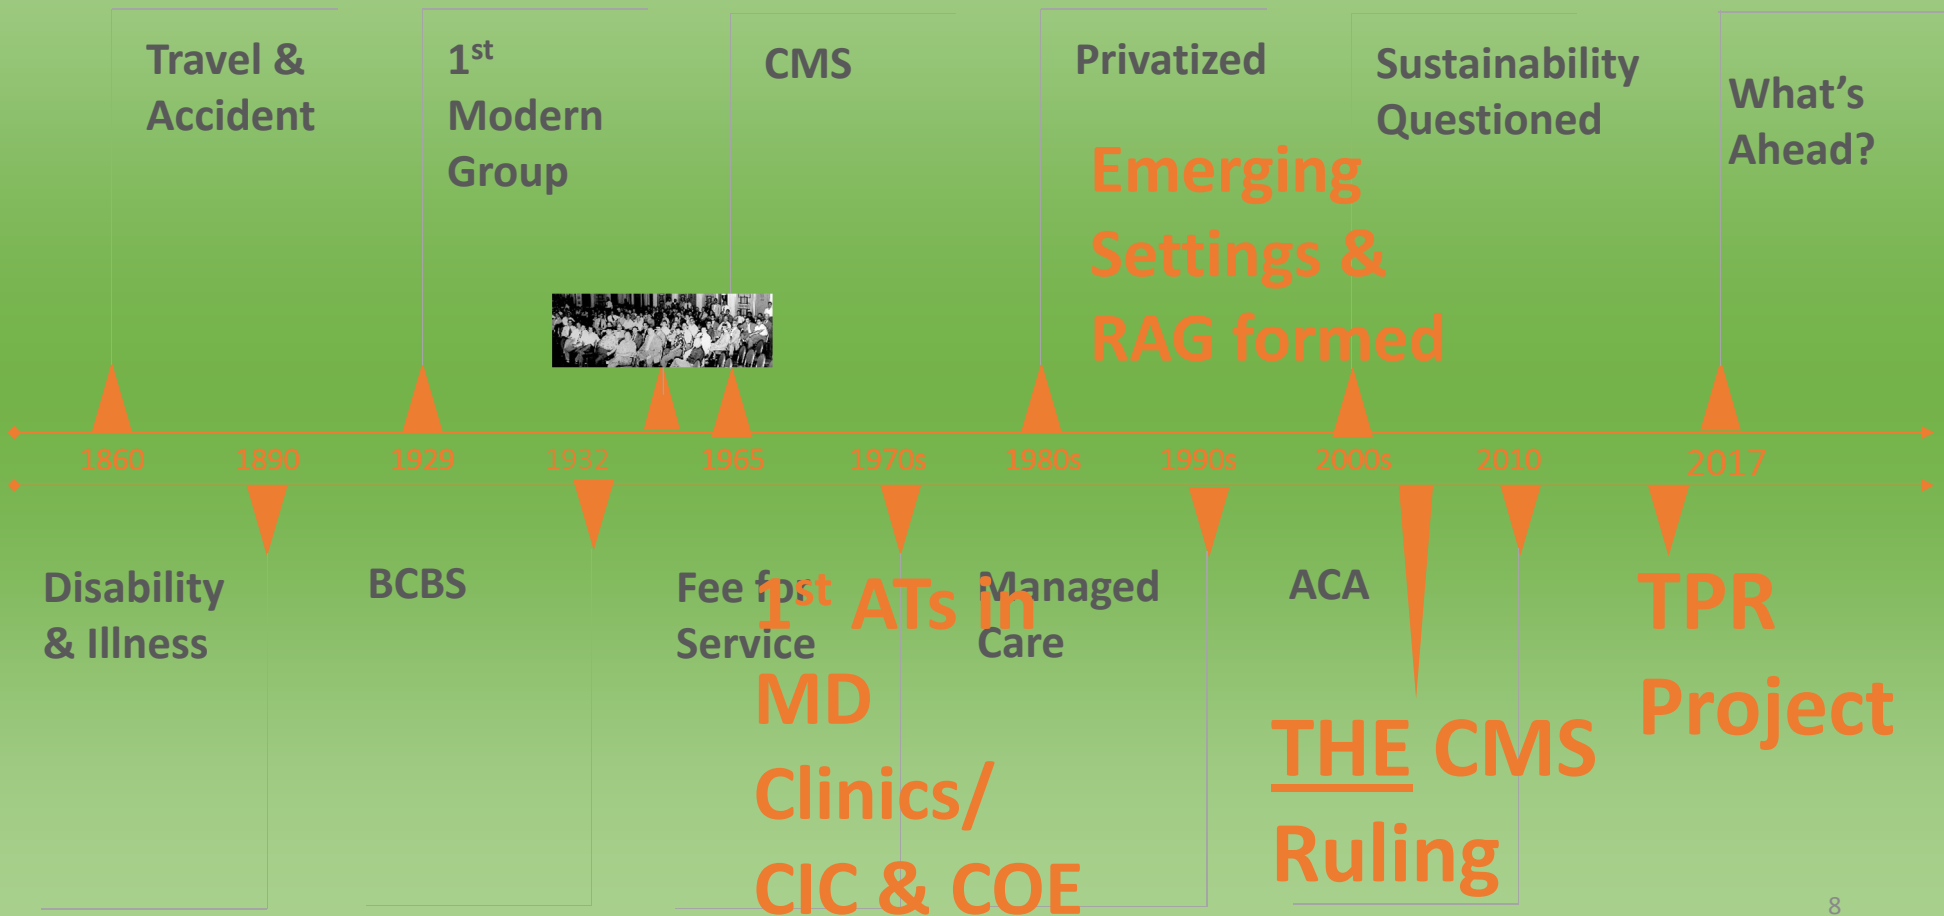 Travel &
Accident
1st
Modern
Group
CMS
Privatized
Sustainability
Questioned
What's
Ahead?
Emerging
Settings &
RAG formed
1860 1890 1929 1932 1965 1970s 1980s 1990s 2000s 2010 2017
Disability
& Illness
BCBS
Fee for
Service
1st ATs in
MD
Clinics/
CIC & COE
Managed
Care
ACA
THE CMS
Ruling
TPR
Project
8